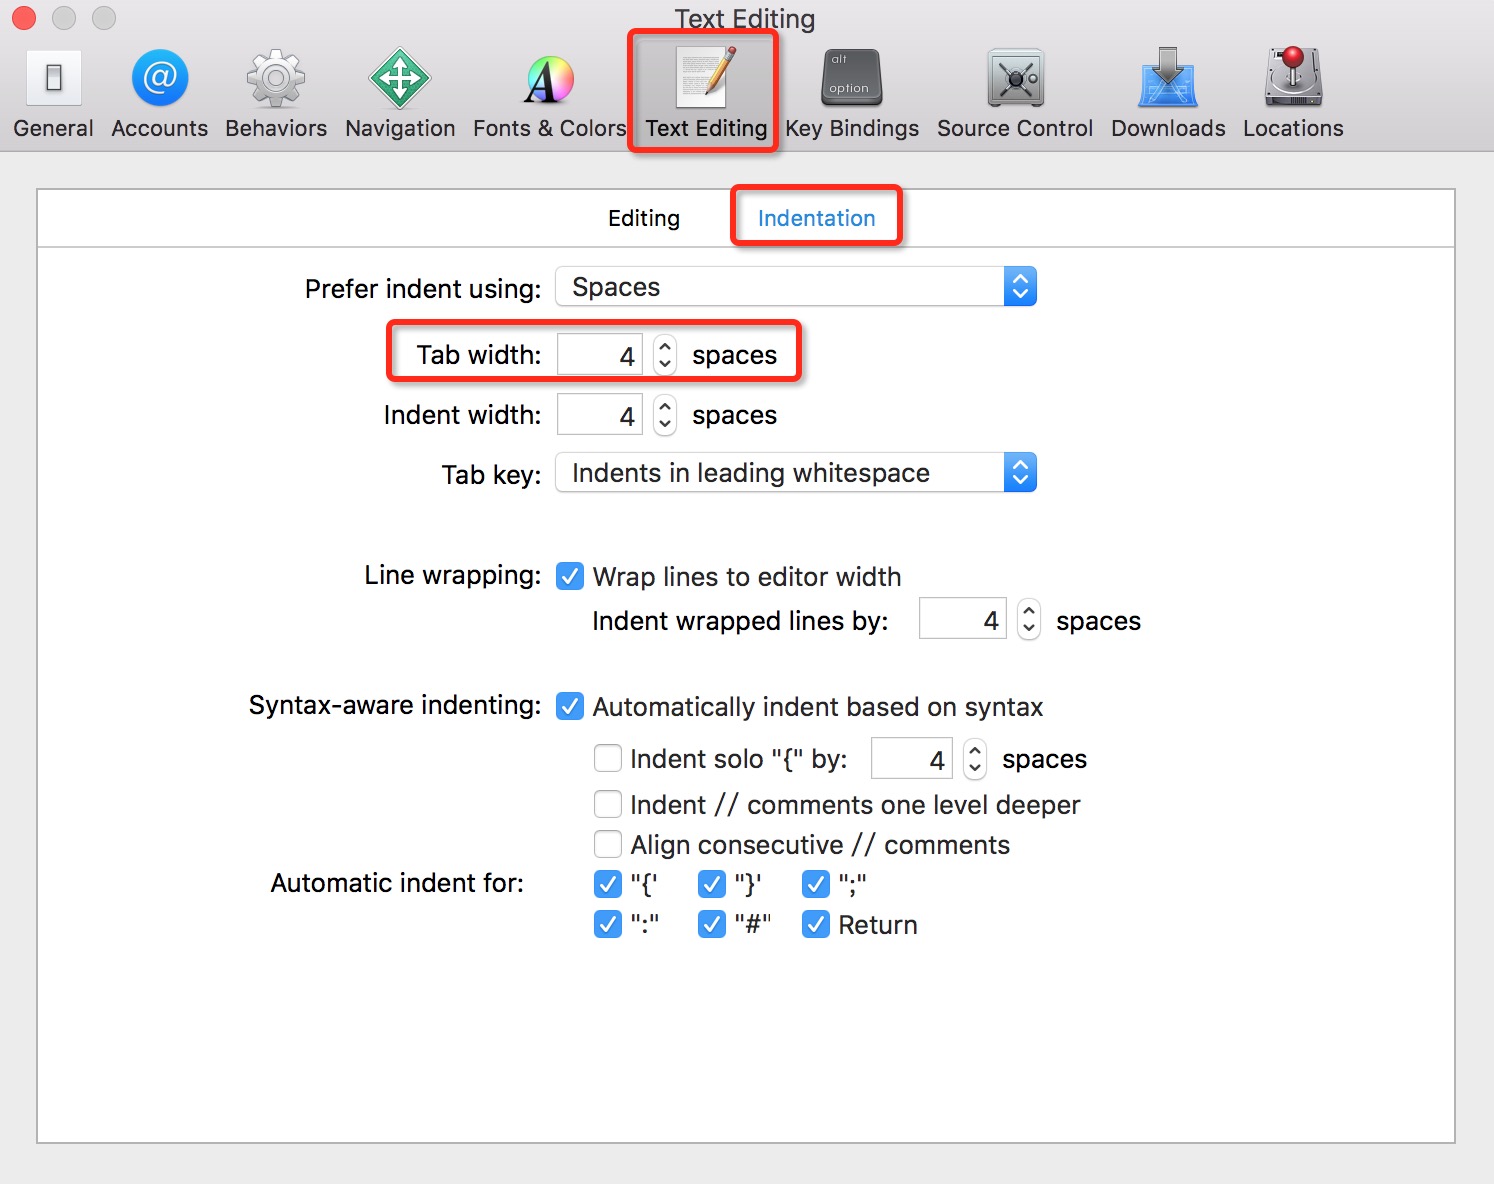 Text Editing
alt
option
General Accounts Behaviors Navigation Fonts & Colors Text Editing Key Bindings Source Control Downloads Locations
Editing Indentation
Prefer indent using: Spaces
Tab width: 4 spaces
Indent width: 4 spaces
Tab key: Indents in leading whitespace
Line wrapping: Wrap lines to editor width
Indent wrapped lines by: 4 spaces
Syntax-aware indenting: Automatically indent based on syntax
Indent solo "{" by: 4 spaces
Indent // comments one level deeper
Align consecutive // comments
Automatic indent for: "{' "}' ";"
":" "#" Return